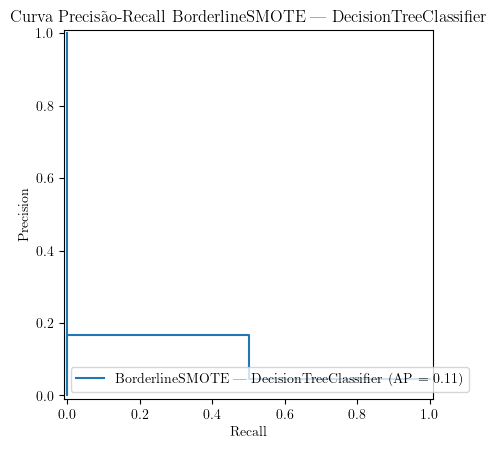 Curva Precisão-Recall BorderlineSMOTE — DecisionTreeClassifier
1.0
0.8
0.6
0.4
0.2
0.0
Precision
BorderlineSMOTE — DecisionTreeClassifier (AP = 0.11)
0.0 0.2 0.4 0.6 0.8 1.0
Recall